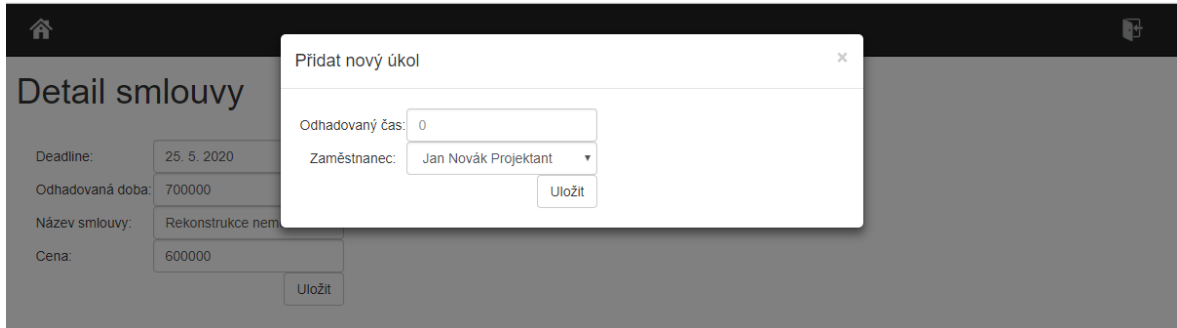 Přidat nový úkol ×
Odhadovaný čas: 0
Zaměstnanec: Jan Novák Projektant
Uložit
Detail smlouvy
Deadline: 25. 5. 2020
Odhadovaná doba: 700000
Název smlouvy: Rekonstrukce
Cena: 600000
Uložit